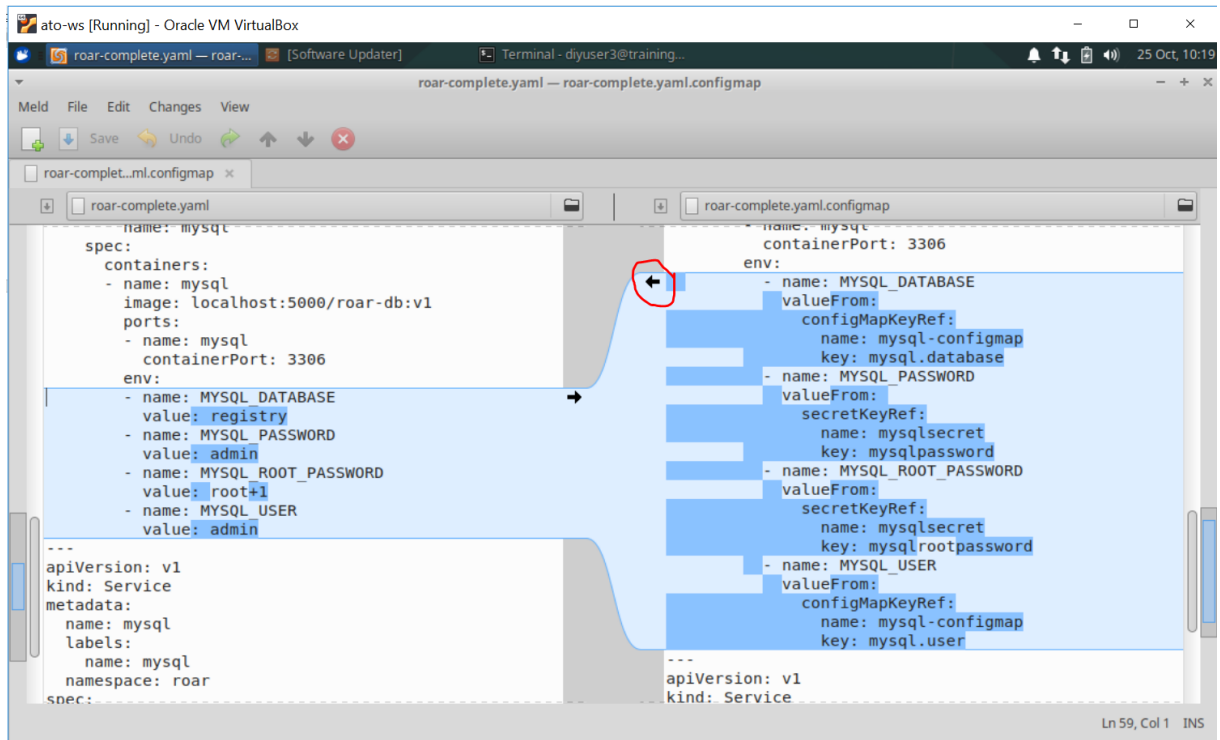 ato-ws [Running] - Oracle VM VirtualBox
roar-complete.yaml — roar-... [Software Updater] Terminal - diyuser3@training... 25 Oct, 10:19
roar-complete.yaml — roar-complete.yaml.configmap
Meld File Edit Changes View
Save Undo
roar-complet...ml.configmap
roar-complete.yaml
name: mysql
spec:
containers:
- name: mysql
image: localhost:5000/roar-db:v1
ports:
- name: mysql
containerPort: 3306
env:
- name: MYSQL_DATABASE
value: registry
- name: MYSQL_PASSWORD
value: admin
- name: MYSQL_ROOT_PASSWORD
value: root+1
- name: MYSQL_USER
value: admin
---
apiVersion: v1
kind: Service
metadata:
name: mysql
labels:
name: mysql
namespace: roar
spec:
roar-complete.yaml.configmap
- name: mysql
containerPort: 3306
env:
- name: MYSQL_DATABASE
valueFrom:
configMapKeyRef:
name: mysql-configmap
key: mysql.database
- name: MYSQL_PASSWORD
valueFrom:
secretKeyRef:
name: mysqlsecret
key: mysqlpassword
- name: MYSQL_ROOT_PASSWORD
valueFrom:
secretKeyRef:
name: mysqlsecret
key: mysqlrootpassword
- name: MYSQL_USER
valueFrom:
configMapKeyRef:
name: mysql-configmap
key: mysql.user
---
apiVersion: v1
kind: Service
Ln 59, Col 1 INS